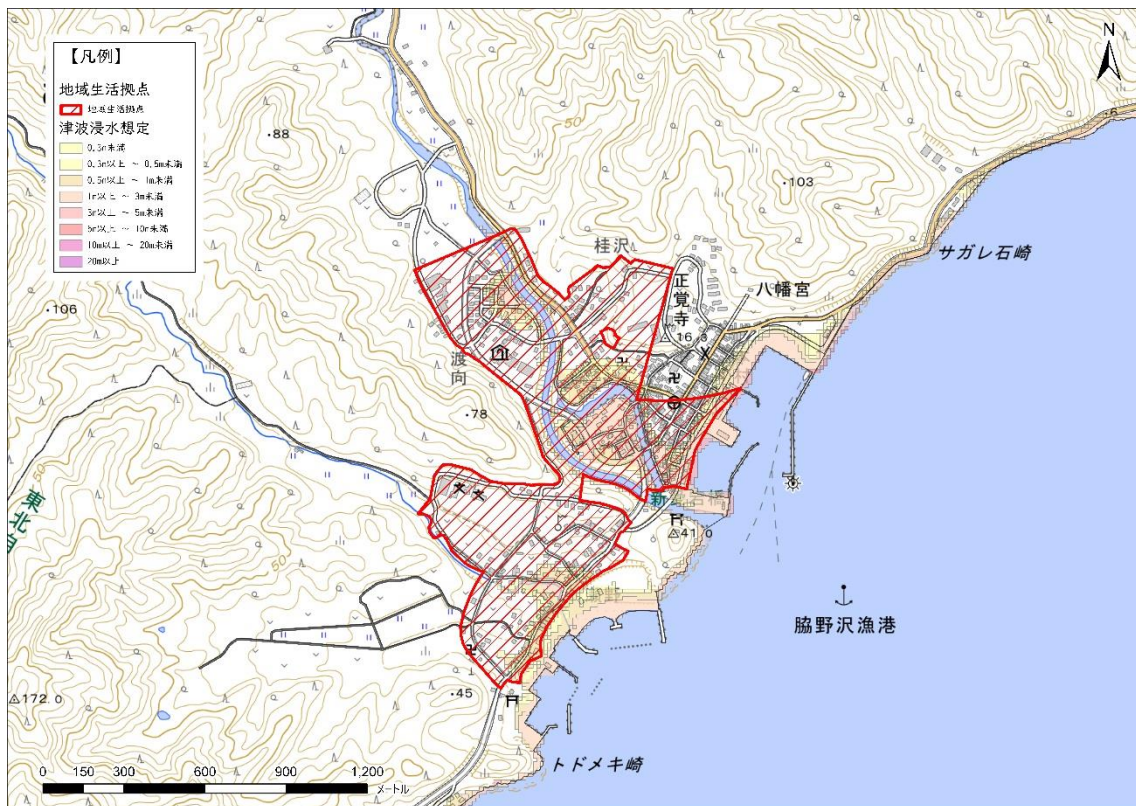 【凡例】
地域生活拠点
地域生活拠点
津波浸水想定
0.3m未満
0.3m以上 ～ 0.5m未満
0.5m以上 ～ 1m未満
1m以上 ～ 3m未満
3m以上 ～ 5m未満
5m以上 ～ 10m未満
10m以上 ～ 20m未満
20m以上
N
・88
50
・6
・103
サガレ石崎
桂沢
正覚寺
八幡宮
・106
16.3
渡向
・78
50
東北自
新
41.0
50
脇野沢漁港
172.0
・45
トドメキ崎
0 150 300 600 900 1,200
メートル